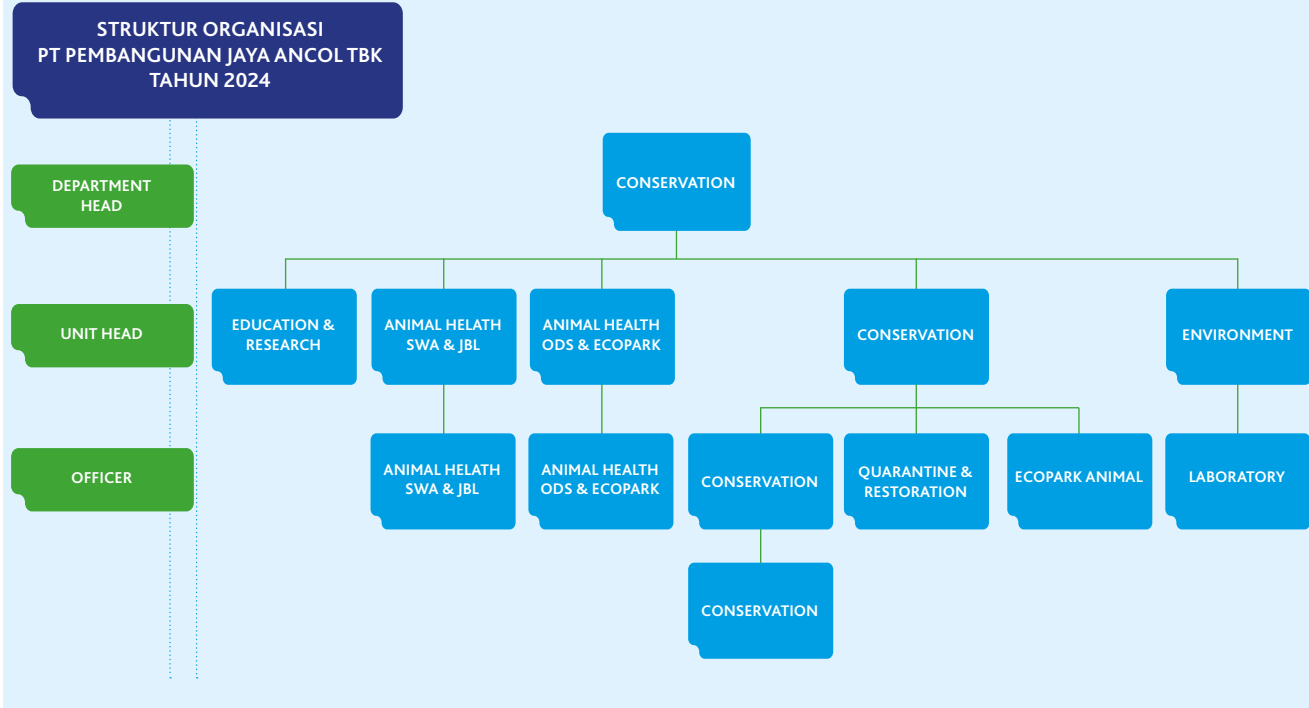 STRUKTUR ORGANISASI
PT PEMBANGUNAN JAYA ANCOL TBK
TAHUN 2024
DEPARTMENT
HEAD
CONSERVATION
UNIT HEAD
EDUCATION &
RESEARCH
ANIMAL HELATH
SWA & JBL
ANIMAL HEALTH
ODS & ECOPARK
CONSERVATION
ENVIRONMENT
OFFICER
ANIMAL HELATH
SWA & JBL
ANIMAL HEALTH
ODS & ECOPARK
CONSERVATION
QUARANTINE &
RESTORATION
ECOPARK ANIMAL
LABORATORY
CONSERVATION